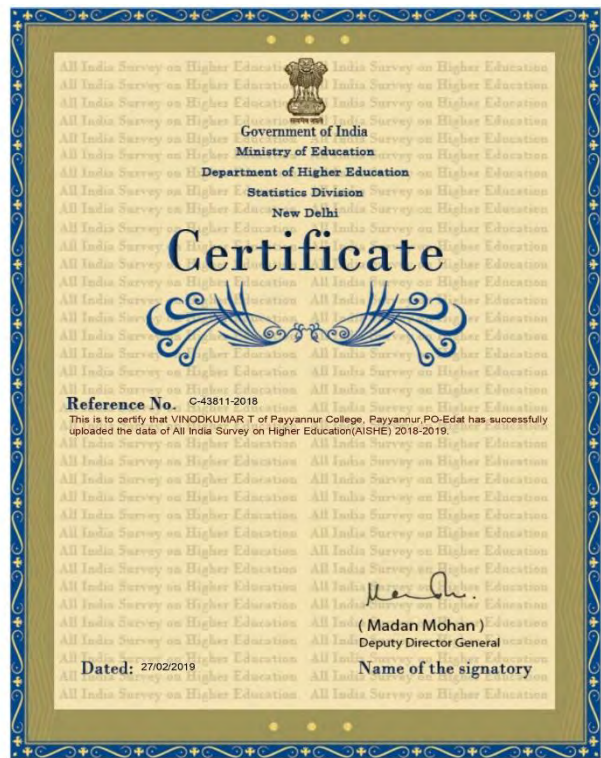 Government of India
Ministry of Education
Department of Higher Education
Statistics Division
New Delhi
Certificate
Reference No. C-43811-2018
This is to certify that VINODKUMAR T of Payyannur College, Payyannur,PO-Edat has successfully
uploaded the data of All India Survey on Higher Education(AISHE) 2018-2019.
( Madan Mohan )
Deputy Director General
Dated: 27/02/2019 Name of the signatory